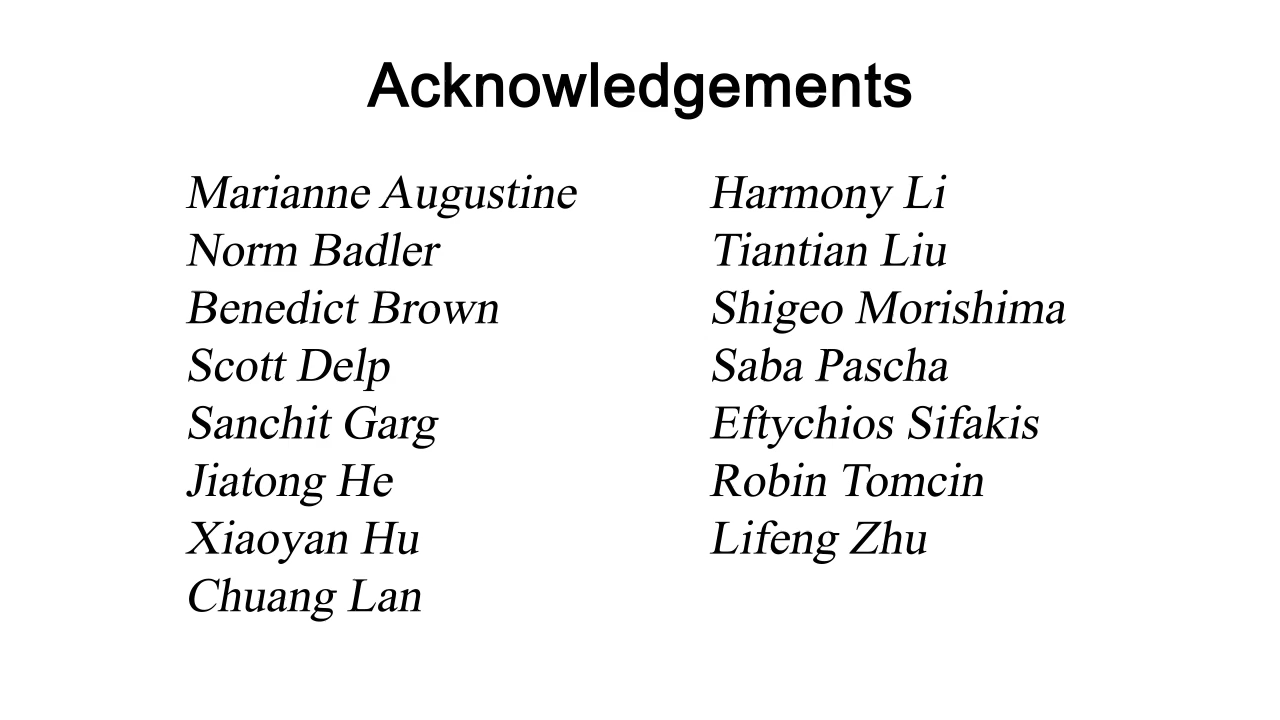 Acknowledgements
Marianne Augustine
Norm Badler
Benedict Brown
Scott Delp
Sanchit Garg
Jiatong He
Xiaoyan Hu
Chuang Lan
Harmony Li
Tiantian Liu
Shigeo Morishima
Saba Pascha
Eftychios Sifakis
Robin Tomcin
Lifeng Zhu